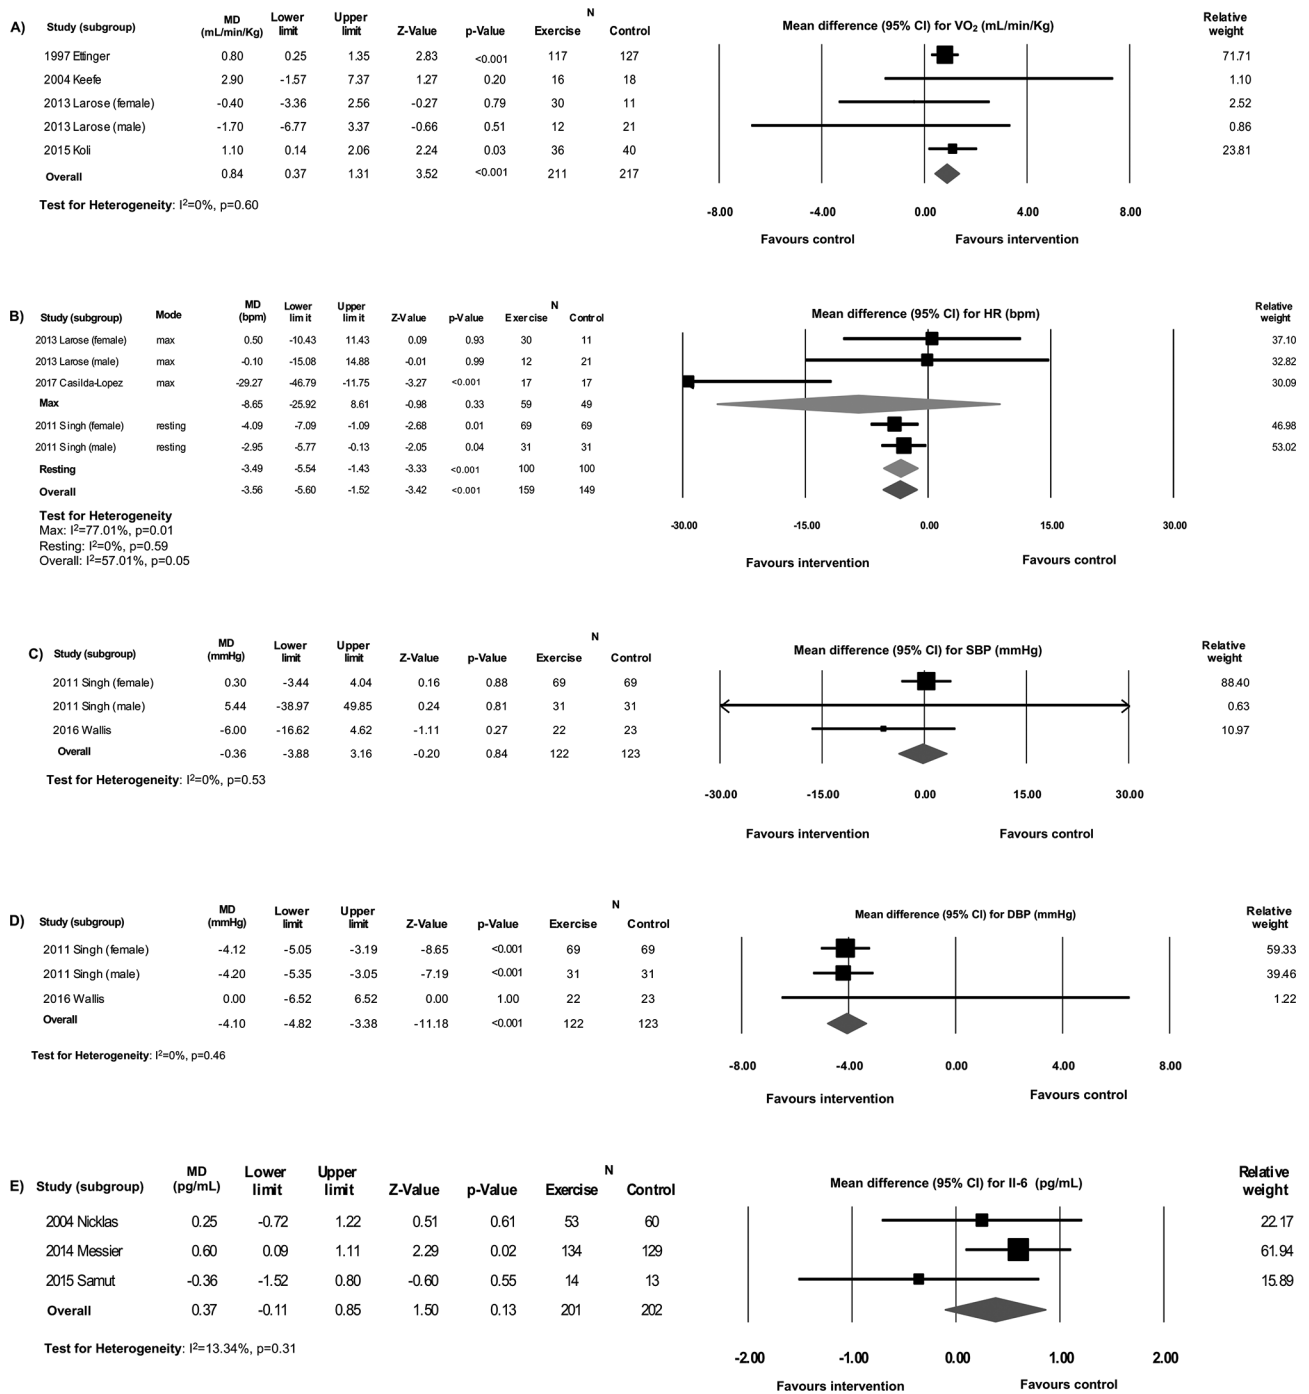 A) Study (subgroup) MD (mL/min/Kg) Lower limit Upper limit Z-Value p-Value N Exercise Control Mean difference (95% CI) for VO2 (mL/min/Kg) Relative weight
1997 Ettinger 0.80 0.25 1.35 2.83 <0.001 117 127 71.71
2004 Keefe 2.90 -1.57 7.37 1.27 0.20 16 18 1.10
2013 Larose (female) -0.40 -3.36 2.56 -0.27 0.79 30 11 2.52
2013 Larose (male) -1.70 -6.77 3.37 -0.66 0.51 12 21 0.86
2015 Koli 1.10 0.14 2.06 2.24 0.03 36 40 23.81
Overall 0.84 0.37 1.31 3.52 <0.001 211 217
Test for Heterogeneity: I2=0%, p=0.60
-8.00 -4.00 0.00 4.00 8.00
Favours control Favours intervention
B) Study (subgroup) Mode MD (bpm) Lower limit Upper limit Z-Value p-Value N Exercise Control Mean difference (95% CI) for HR (bpm) Relative weight
2013 Larose (female) max 0.50 -10.43 11.43 0.09 0.93 30 11 37.10
2013 Larose (male) max -0.10 -15.08 14.88 -0.01 0.99 12 21 32.82
2017 Casilda-Lopez max -29.27 -46.79 -11.75 -3.27 <0.001 17 17 30.09
Max -8.65 -25.92 8.61 -0.98 0.33 59 49
2011 Singh (female) resting -4.09 -7.09 -1.09 -2.68 0.01 69 69 46.98
2011 Singh (male) resting -2.95 -5.77 -0.13 -2.05 0.04 31 31 53.02
Resting -3.49 -5.54 -1.43 -3.33 <0.001 100 100
Overall -3.56 -5.60 -1.52 -3.42 <0.001 159 149
Test for Heterogeneity
Max: I2=77.01%, p=0.01
Resting: I2=0%, p=0.59
Overall: I2=57.01%, p=0.05
-30.00 -15.00 0.00 15.00 30.00
Favours intervention Favours control
C) Study (subgroup) MD (mmHg) Lower limit Upper limit Z-Value p-Value N Exercise Control Mean difference (95% CI) for SBP (mmHg) Relative weight
2011 Singh (female) 0.30 -3.44 4.04 0.16 0.88 69 69 88.40
2011 Singh (male) 5.44 -38.97 49.85 0.24 0.81 31 31 0.63
2016 Wallis -6.00 -16.62 4.62 -1.11 0.27 22 23 10.97
Overall -0.36 -3.88 3.16 -0.20 0.84 122 123
Test for Heterogeneity: I2=0%, p=0.53
-30.00 -15.00 0.00 15.00 30.00
Favours intervention Favours control
D) Study (subgroup) MD (mmHg) Lower limit Upper limit Z-Value p-Value N Exercise Control Mean difference (95% CI) for DBP (mmHg) Relative weight
2011 Singh (female) -4.12 -5.05 -3.19 -8.65 <0.001 69 69 59.33
2011 Singh (male) -4.20 -5.35 -3.05 -7.19 <0.001 31 31 39.46
2016 Wallis 0.00 -6.52 6.52 0.00 1.00 22 23 1.22
Overall -4.10 -4.82 -3.38 -11.18 <0.001 122 123
Test for Heterogeneity: I2=0%, p=0.46
-8.00 -4.00 0.00 4.00 8.00
Favours intervention Favours control
E) Study (subgroup) MD (pg/mL) Lower limit Upper limit Z-Value p-Value N Exercise Control Mean difference (95% CI) for Il-6 (pg/mL) Relative weight
2004 Nicklas 0.25 -0.72 1.22 0.51 0.61 53 60 22.17
2014 Messier 0.60 0.09 1.11 2.29 0.02 134 129 61.94
2015 Samut -0.36 -1.52 0.80 -0.60 0.55 14 13 15.89
Overall 0.37 -0.11 0.85 1.50 0.13 201 202
Test for Heterogeneity: I2=13.34%, p=0.31
-2.00 -1.00 0.00 1.00 2.00
Favours intervention Favours control